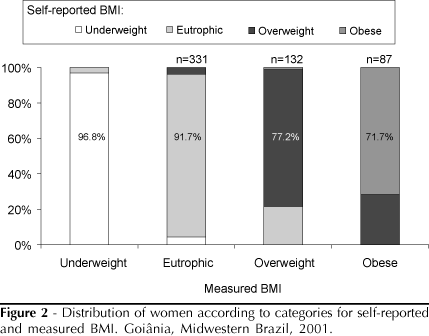 Self-reported BMI:
Underweight Eutrophic Overweight Obese
n=331 n=132 n=87
100%
80%
60%
40%
20%
0%
96.8% 91.7% 77.2% 71.7%
Underweight Eutrophic Overweight Obese
Measured BMI
Figure 2 - Distribution of women according to categories for self-reported
and measured BMI. Goiânia, Midwestern Brazil, 2001.